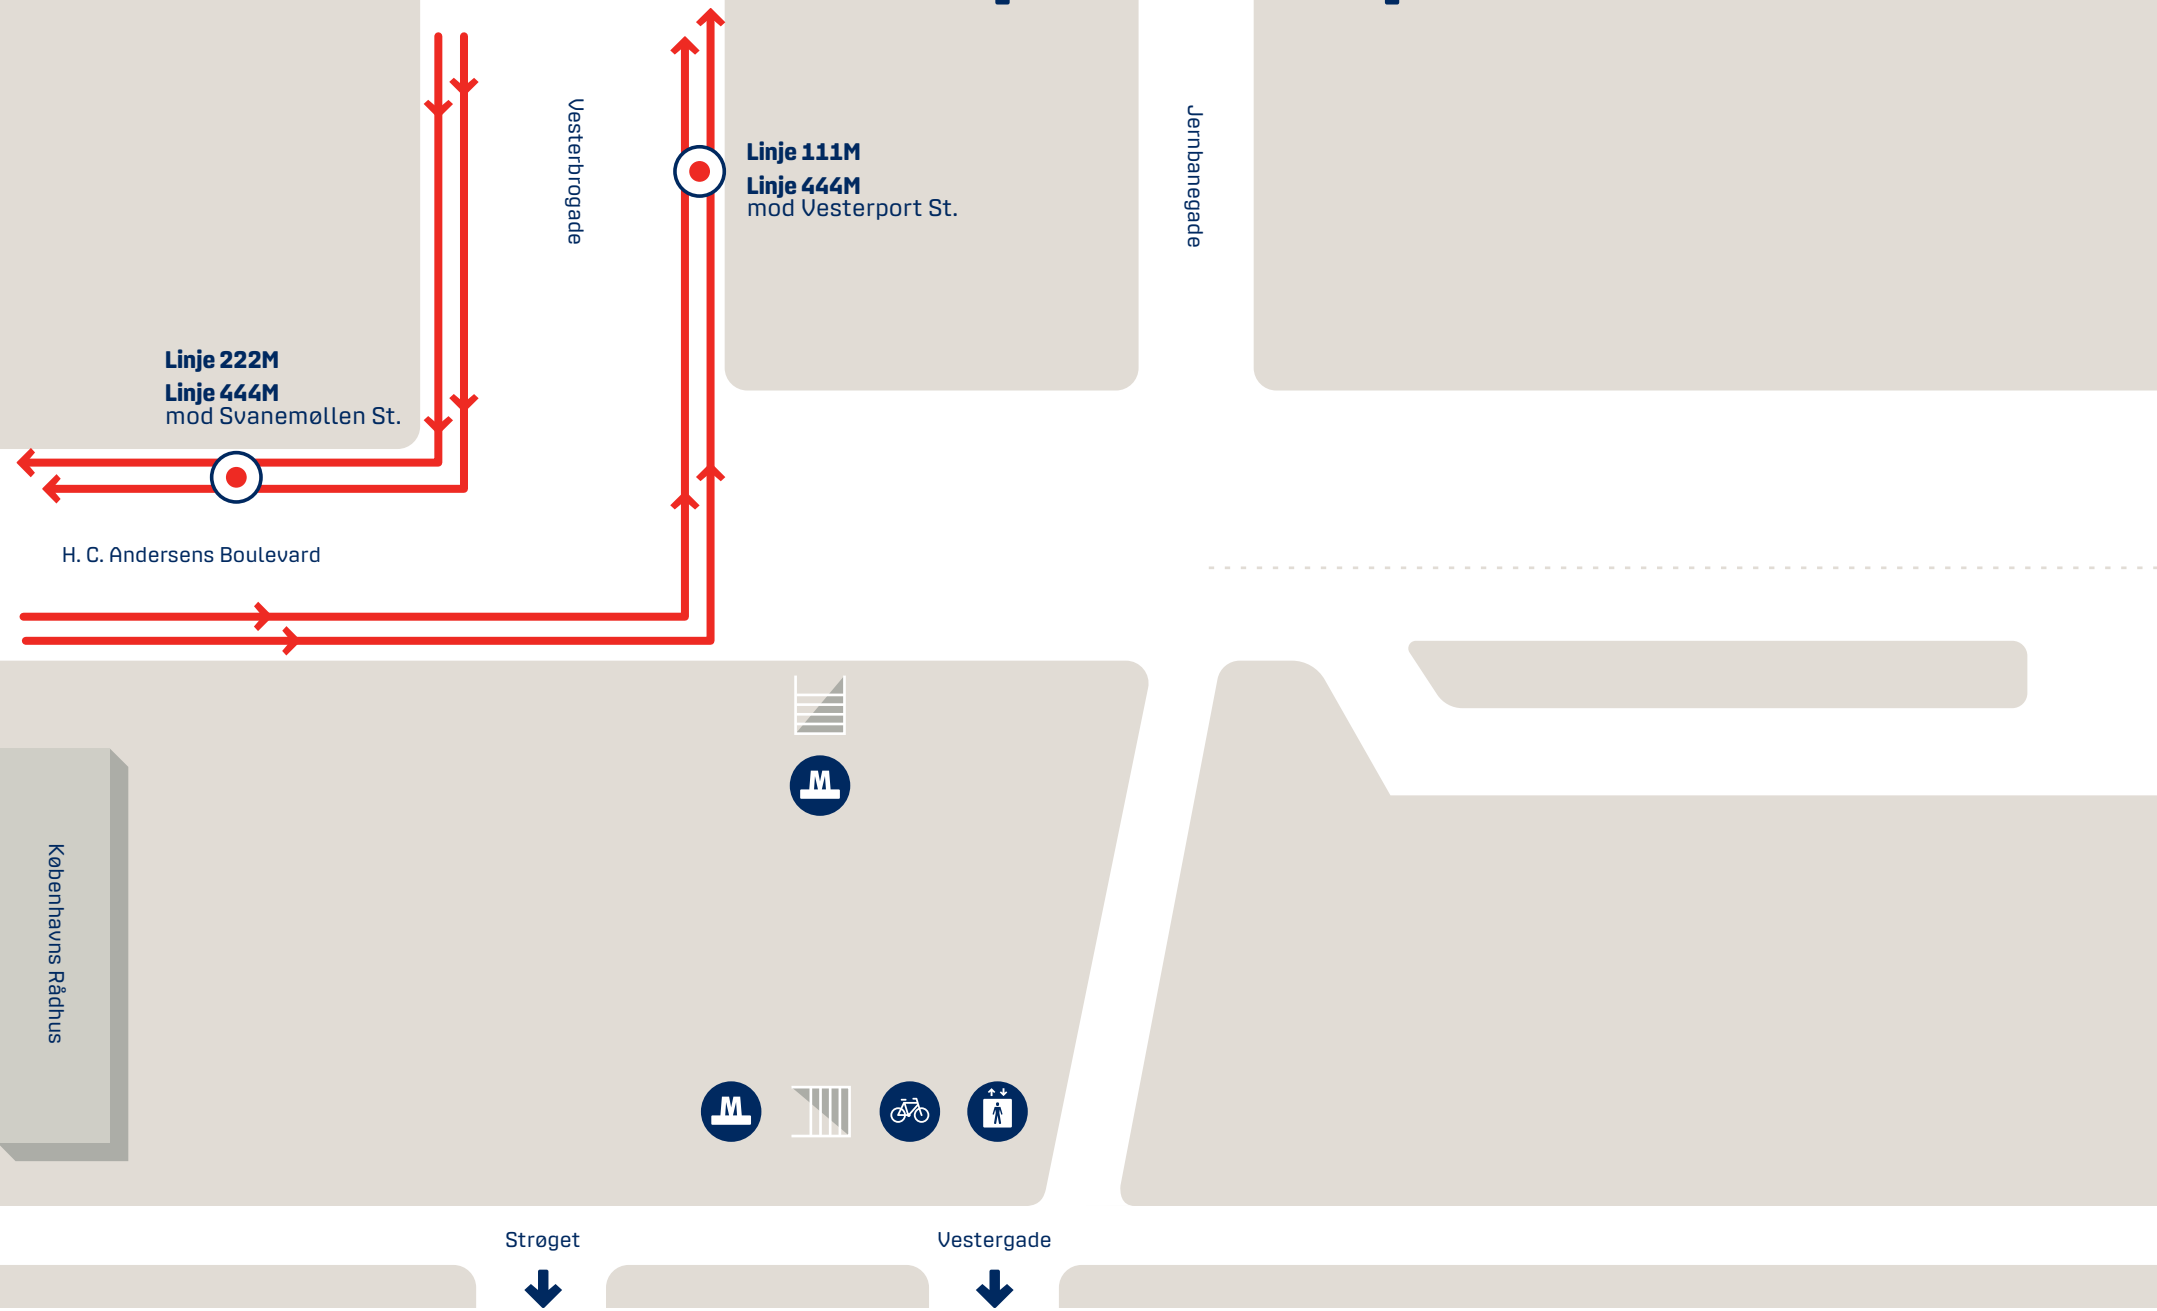 Vesterbrogade
Jernbanegade
Linje 111M
Linje 444M
mod Vesterport St.
Linje 222M
Linje 444M
mod Svanemøllen St.
H. C. Andersens Boulevard
M
Københavns Rådhus
M
Strøget
Vestergade